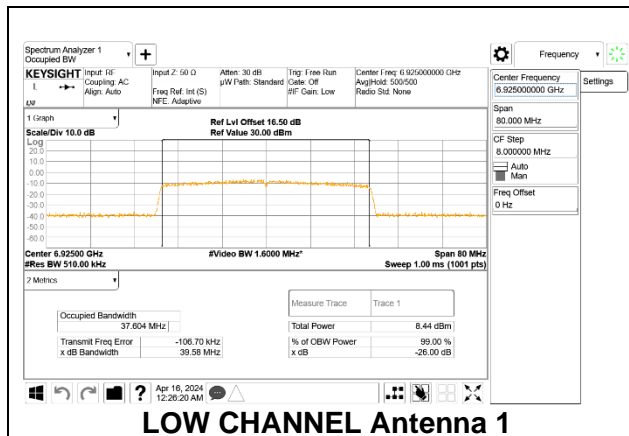 Spectrum Analyzer 1
Occupied BW
+
Frequency
KEYSIGHT
L
Input: RF
Coupling: AC
Align: Auto
Input Z: 50 Ω
Freq Ref: Int (S)
NFE: Adaptive
Atten: 30 dB
µW Path: Standard
Trig: Free Run
Gate: Off
#IF Gain: Low
Center Freq: 6.925000000 GHz
Avg|Hold: 500/500
Radio Std: None
Center Frequency
6.925000000 GHz
Settings
Span
80.000 MHz
CF Step
8.000000 MHz
Auto
Man
Freq Offset
0 Hz
1 Graph
Scale/Div 10.0 dB
Ref Lvl Offset 16.50 dB
Ref Value 30.00 dBm
Log
20.0
10.0
0.00
-10.0
-20.0
-30.0
-40.0
-50.0
-60.0
Center 6.92500 GHz
#Res BW 510.00 kHz
#Video BW 1.6000 MHz*
Span 80 MHz
Sweep 1.00 ms (1001 pts)
2 Metrics
Measure Trace Trace 1
Occupied Bandwidth
37.604 MHz
Total Power 8.44 dBm
Transmit Freq Error -106.70 kHz
% of OBW Power 99.00 %
x dB Bandwidth 39.58 MHz
x dB -26.00 dB
?
Apr 16, 2024
12:26:20 AM
LOW CHANNEL Antenna 1